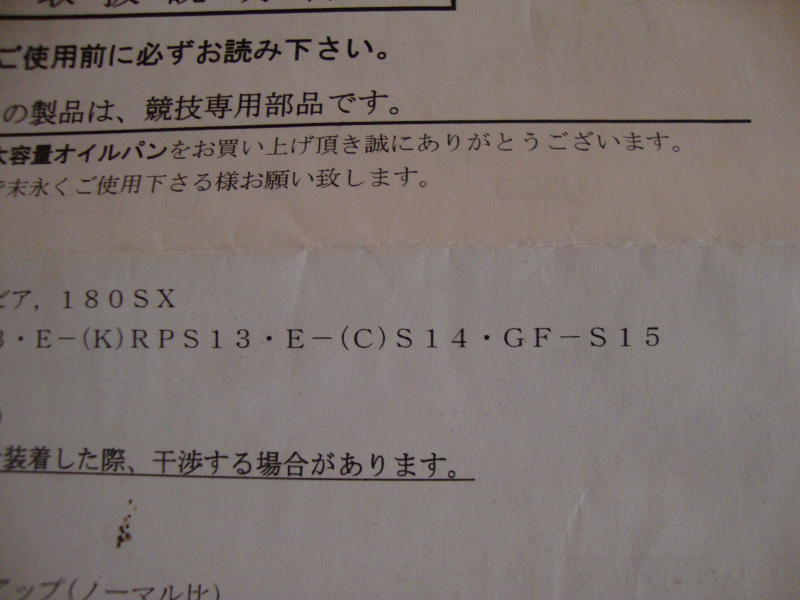 ご使用前に必ずお読み下さい。
の製品は、競技専用部品です。
大容量オイルパンをお買い上げ頂き誠にありがとうございます。
末永くご使用下さる様お願い致します。
ビア，１８０ＳＸ
３・Ｅ－(Ｋ)ＲＰＳ１３・Ｅ－(Ｃ)Ｓ１４・ＧＦ－Ｓ１５
)
装着した際、干渉する場合があります。
アップ(ノーマル比)